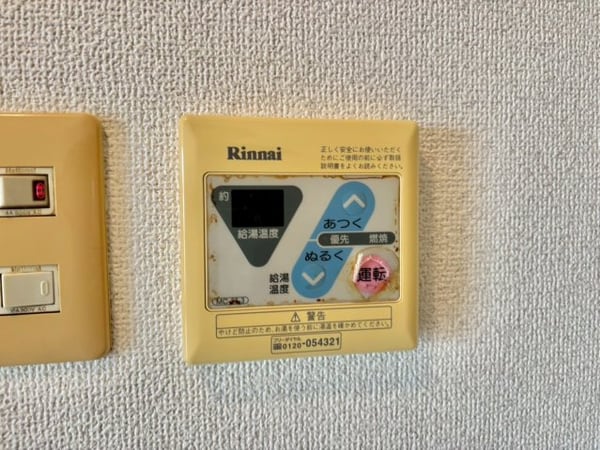 Rinnai
正しく安全にお使いいただく
ためにご使用の前に必ず取扱
説明書をよくお読みください。
約
給湯温度
あつく
優先 燃焼
ぬるく
給湯
温度
運転
⚠ 警告
やけど防止のため、お湯を使う前に湯温を確かめてください。
フリーダイヤル
0120-054321